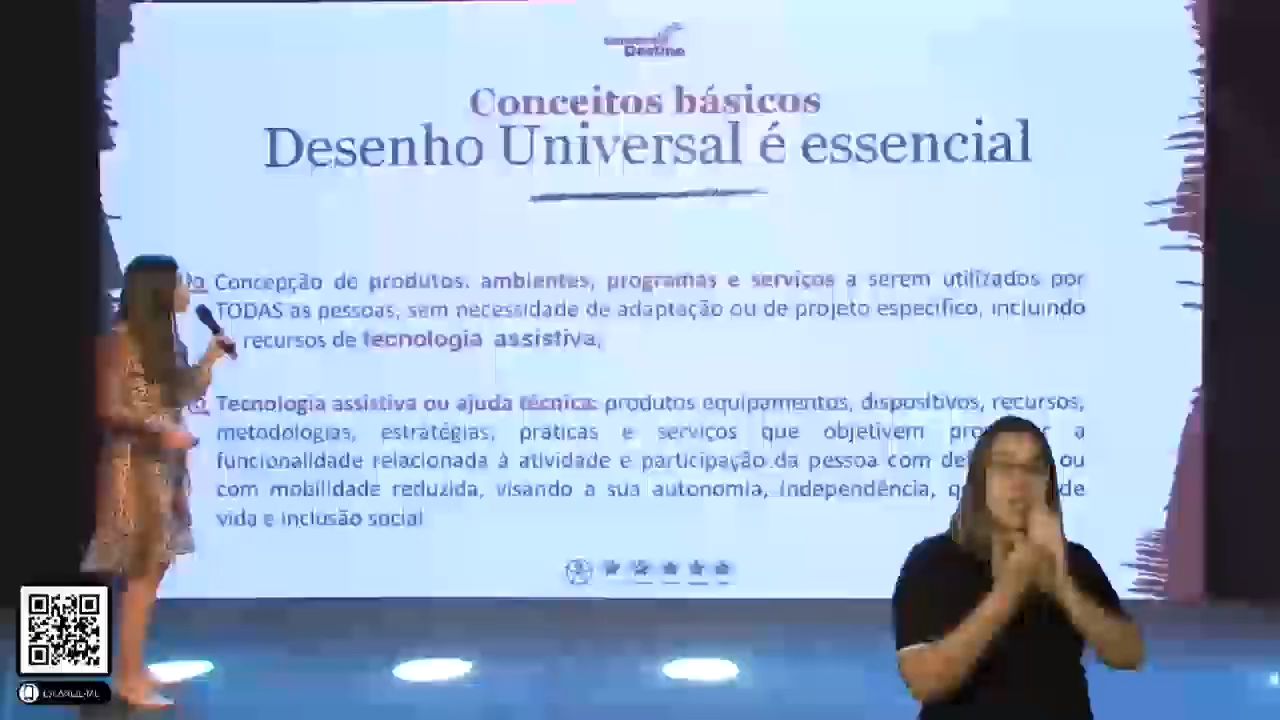 Destino
Conceitos básicos
Desenho Universal é essencial
Concepção de produtos, ambientes, programas e serviços a serem utilizados por
TODAS as pessoas, sem necessidade de adaptação ou de projeto específico, incluindo
recursos de tecnologia assistiva;
Tecnologia assistiva ou ajuda técnica: produtos equipamentos, dispositivos, recursos,
metodologias, estratégias, práticas e serviços que objetivem a
funcionalidade relacionada à atividade e participação da pessoa com ou
com mobilidade reduzida, visando a sua autonomia, independência, de
vida e inclusão social